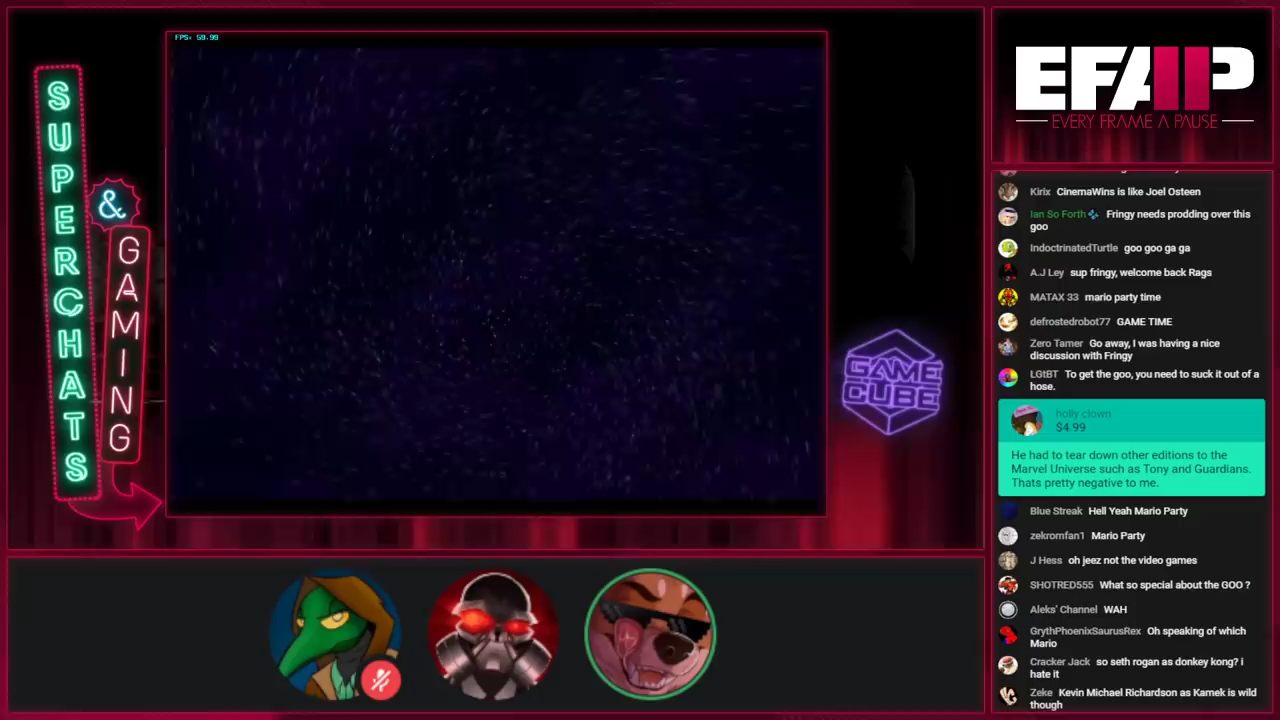 FPS: 59.99
SUPERCHATS
&
GAMING
GAME
CUBE
EFAP
EVERY FRAME A PAUSE
Kirix CinemaWins is like Joel Osteen
Ian So Forth Fringy needs prodding over this
goo
IndoctrinatedTurtle goo goo ga ga
A.J Ley sup fringy, welcome back Rags
MATAX 33 mario party time
defrostedrobot77 GAME TIME
Zero Tamer Go away, I was having a nice
discussion with Fringy
LGtBT To get the goo, you need to suck it out of a
hose.
holly clown
$4.99
He had to tear down other editions to the
Marvel Universe such as Tony and Guardians.
Thats pretty negative to me.
Blue Streak Hell Yeah Mario Party
zekromfan1 Mario Party
J Hess oh jeez not the video games
SHOTRED555 What so special about the GOO ?
Aleks' Channel WAH
GrythPhoenixSaurusRex Oh speaking of which
Mario
Cracker Jack so seth rogan as donkey kong? i
hate it
Zeke Kevin Michael Richardson as Kamek is wild
though